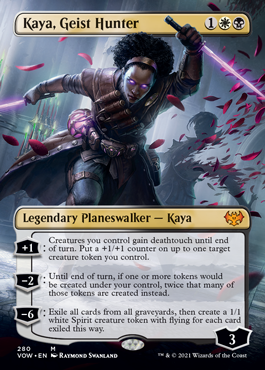 Kaya, Geist Hunter 1
Legendary Planeswalker — Kaya
+1: Creatures you control gain deathtouch until end
of turn. Put a +1/+1 counter on up to one target
creature token you control.
−2: Until end of turn, if one or more tokens would
be created under your control, twice that many
of those tokens are created instead.
−6: Exile all cards from all graveyards, then create a 1/1
white Spirit creature token with flying for each card
exiled this way.
3
280 M
VOW • EN RAYMOND SWANLAND
™ & © 2021 Wizards of the Coast